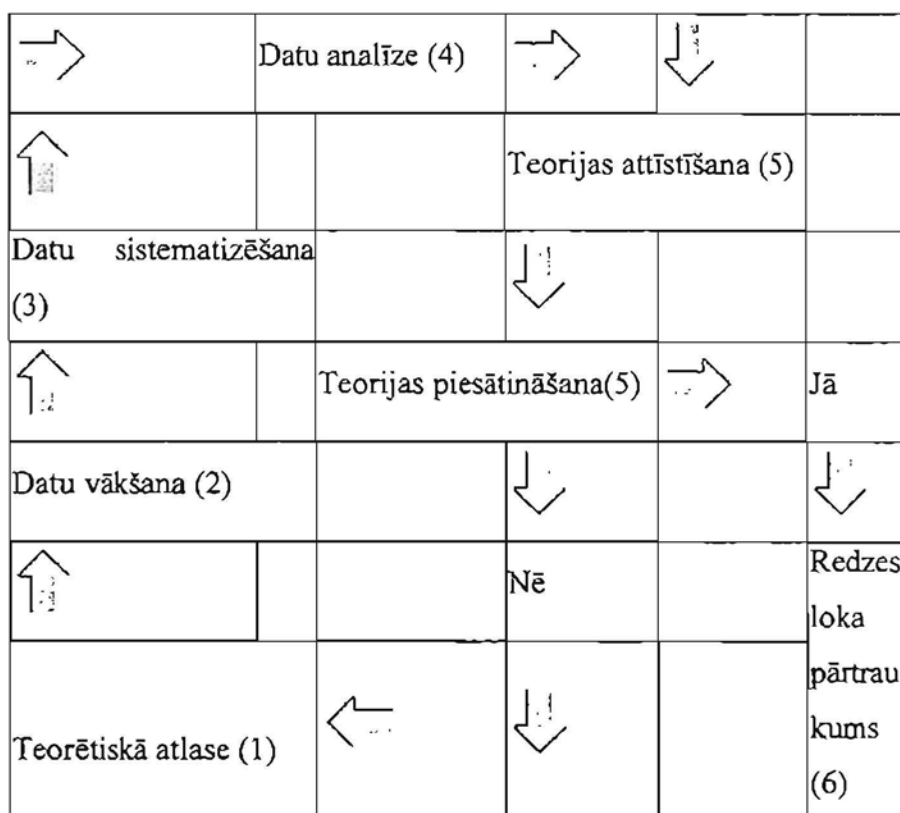 Datu analīze (4)
Teorijas attīstīšana (5)
Datu sistematizēšana
(3)
Teorijas piesātināšana(5)
Jā
Datu vākšana (2)
Nē
Redzes
loka
pārtrau
kums
(6)
Teorētiskā atlase (1)